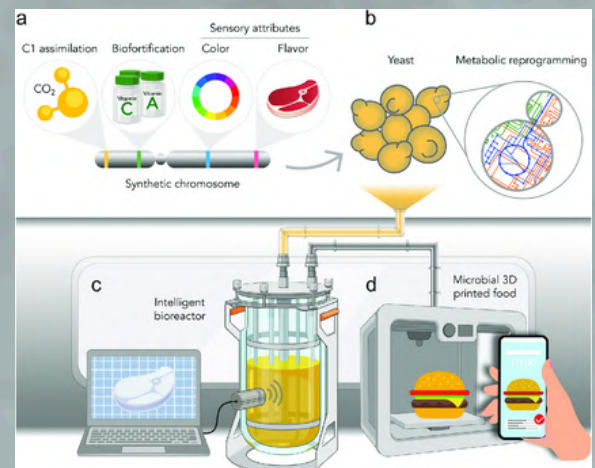 a
Sensory attributes
C1 assimilation
Biofortification
Color
Flavor
CO2
Vitamin
C
Vitamin
A
Synthetic chromosome
b
Yeast
Metabolic reprogramming
c
Intelligent
bioreactor
d
Microbial 3D
printed food